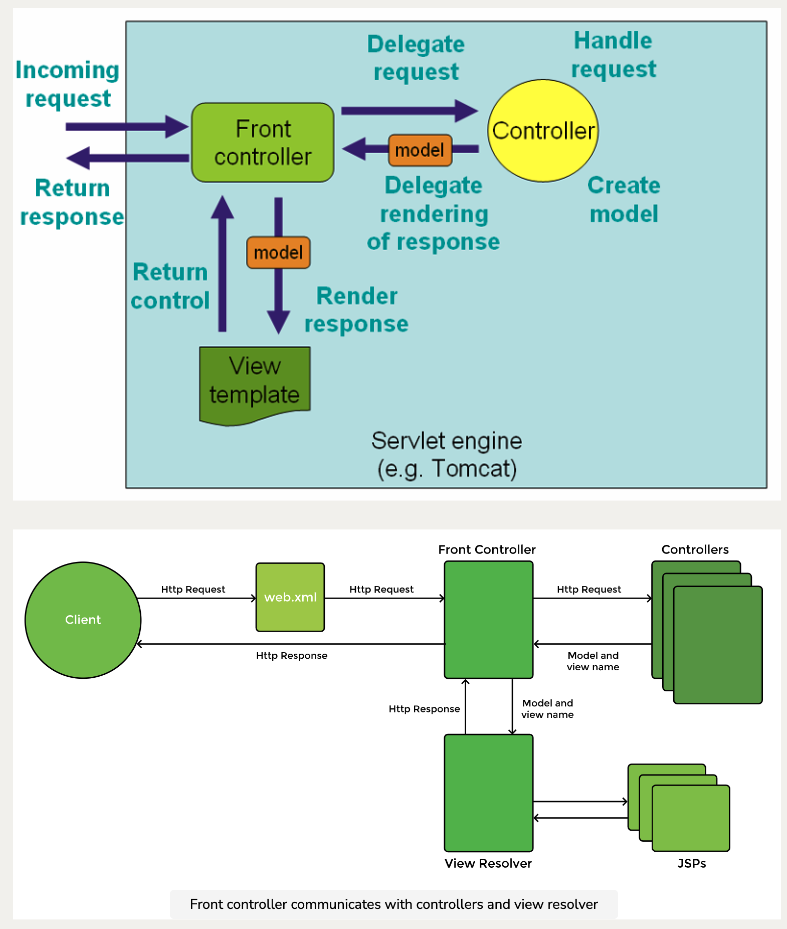 Delegate
request
Handle
request
Incoming
request
Front
controller
Controller
model
Return
response
Delegate
rendering
of response
Create
model
model
Return
control
Render
response
View
template
Servlet engine
(e.g. Tomcat)
Front Controller
Controllers
Client
Http Request
web.xml
Http Request
Http Request
Http Response
Model and
view name
Http Response
Model and
view name
View Resolver
JSPs
Front controller communicates with controllers and view resolver